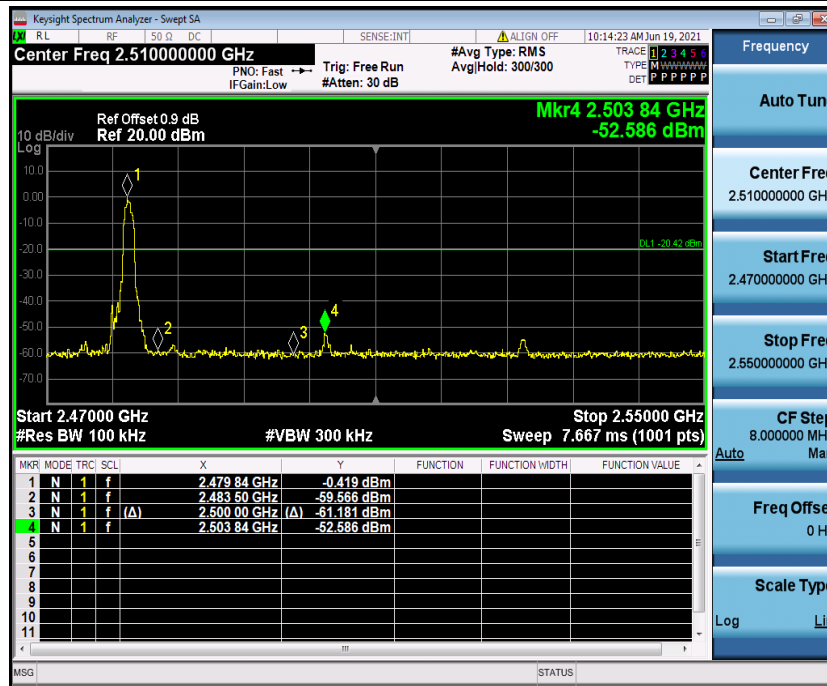 Keysight Spectrum Analyzer - Swept SA
LXI RL RF 50 Ω DC SENSE:INT ALIGN OFF 10:14:23 AM Jun 19, 2021
Center Freq 2.510000000 GHz
PNO: Fast
IFGain:Low
Trig: Free Run
#Atten: 30 dB
#Avg Type: RMS
Avg|Hold: 300/300
TRACE 1 2 3 4 5 6
TYPE M WWWWW
DET P P P P P P
Mkr4 2.503 84 GHz
-52.586 dBm
Ref Offset 0.9 dB
10 dB/div Ref 20.00 dBm
Log
10.0
0.00
-10.0
-20.0
-30.0
-40.0
-50.0
-60.0
-70.0
1
2
3
4
DL1 -20.42 dBm
Start 2.47000 GHz Stop 2.55000 GHz
#Res BW 100 kHz #VBW 300 kHz Sweep 7.667 ms (1001 pts)
MKR MODE TRC SCL X Y FUNCTION FUNCTION WIDTH FUNCTION VALUE
1 N 1 f 2.479 84 GHz -0.419 dBm
2 N 1 f 2.483 50 GHz -59.566 dBm
3 N 1 f (Δ) 2.500 00 GHz (Δ) -61.181 dBm
4 N 1 f 2.503 84 GHz -52.586 dBm
5
6
7
8
9
10
11
MSG STATUS
Frequency
Auto Tun
Center Fre
2.510000000 GH
Start Fre
2.470000000 GH
Stop Fre
2.550000000 GH
CF Ste
8.000000 MH
Auto Ma
Freq Offse
0 H
Scale Typ
Log Li